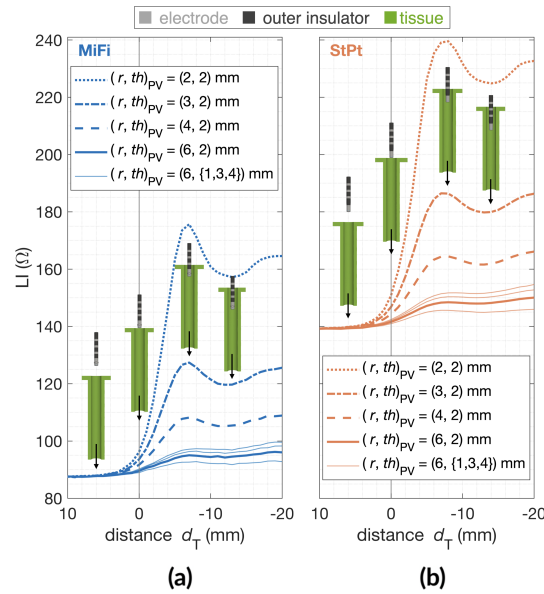 electrode outer insulator tissue
MiFi
(r, th)PV = (2, 2) mm
(r, th)PV = (3, 2) mm
(r, th)PV = (4, 2) mm
(r, th)PV = (6, 2) mm
(r, th)PV = (6, {1,3,4}) mm
240
220
200
180
160
140
120
100
80
LI (Ω)
10 0 -10 -20
distance dT (mm)
(a)
StPt
(r, th)PV = (2, 2) mm
(r, th)PV = (3, 2) mm
(r, th)PV = (4, 2) mm
(r, th)PV = (6, 2) mm
(r, th)PV = (6, {1,3,4}) mm
10 0 -10 -20
distance dT (mm)
(b)